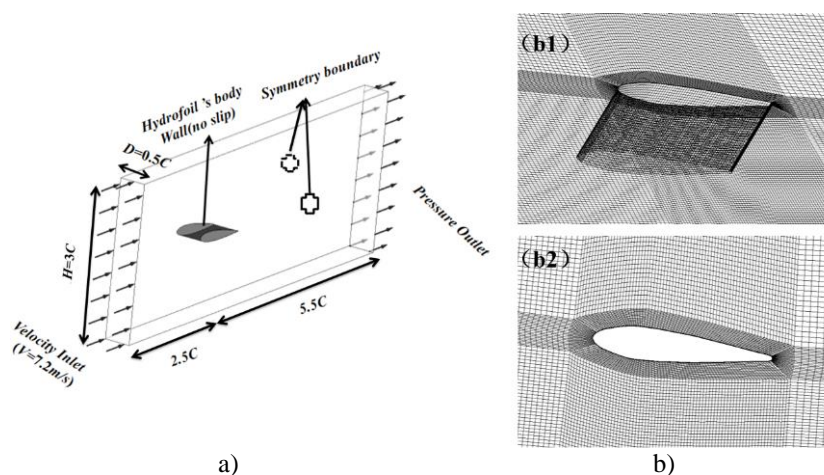 Symmetry boundary
Hydrofoil 's body
Wall(no slip)
D=0.5C
H=3C
Pressure Outlet
5.5C
2.5C
Velocity Inlet
(V=7.2m/s)
a)
(b1)
(b2)
b)